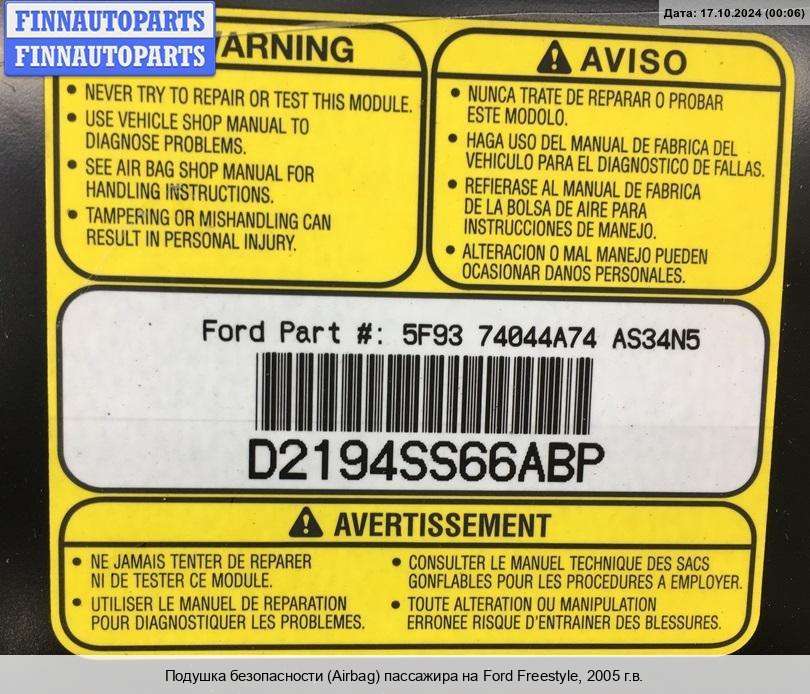 FINNAUTOPARTS
FINNAUTOPARTS
Дата: 17.10.2024 (00:06)
WARNING
• NEVER TRY TO REPAIR OR TEST THIS MODULE.
• USE VEHICLE SHOP MANUAL TO
DIAGNOSE PROBLEMS.
• SEE AIR BAG SHOP MANUAL FOR
HANDLING INSTRUCTIONS.
• TAMPERING OR MISHANDLING CAN
RESULT IN PERSONAL INJURY.
AVISO
• NUNCA TRATE DE REPARAR O PROBAR
ESTE MODOLO.
• HAGA USO DEL MANUAL DE FABRICA DEL
VEHICULO PARA EL DIAGNOSTICO DE FALLAS.
• REFIERASE AL MANUAL DE FABRICA
DE LA BOLSA DE AIRE PARA
INSTRUCCIONES DE MANEJO.
• ALTERACION O MAL MANEJO PUEDEN
OCASIONAR DANOS PERSONALES.
Ford Part #: 5F93 74044A74 AS34N5
D2194SS66ABP
AVERTISSEMENT
• NE JAMAIS TENTER DE REPARER
NI DE TESTER CE MODULE.
• UTILISER LE MANUEL DE REPARATION
POUR DIAGNOSTIQUER LES PROBLEMES.
• CONSULTER LE MANUEL TECHNIQUE DES SACS
GONFLABLES POUR LES PROCEDURES A EMPLOYER.
• TOUTE ALTERATION OU MANIPULATION
ERRONEE RISQUE D'ENTRAINER DES BLESSURES.
Подушка безопасности (Airbag) пассажира на Ford Freestyle, 2005 г.в.